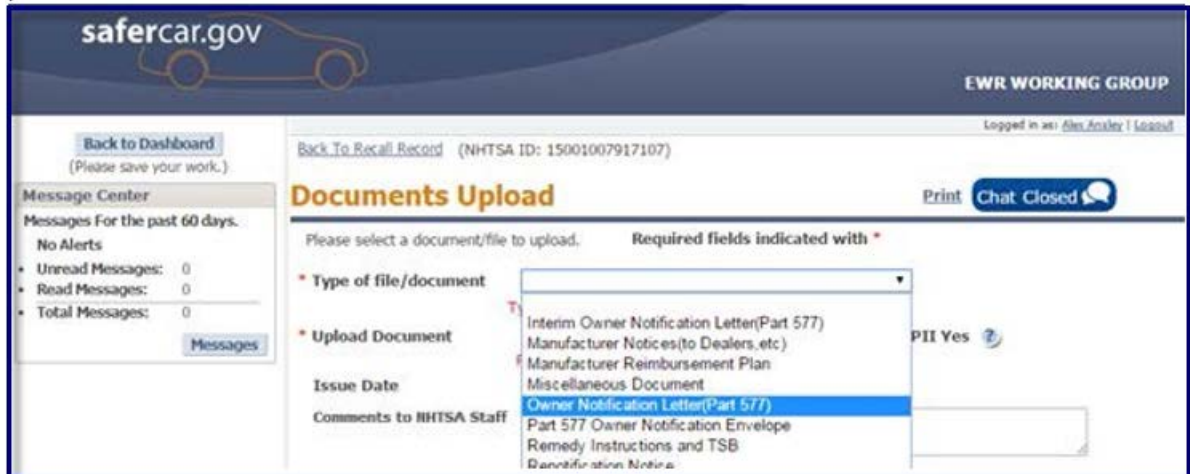 safercar.gov
EWR WORKING GROUP
Logged in as: Alex Ansley | Logout
Back to Dashboard
(Please save your work.)
Back To Recall Record (NHTSA ID: 15001007917107)
Message Center
Messages For the past 60 days.
No Alerts
• Unread Messages: 0
• Read Messages: 0
• Total Messages: 0
Messages
Documents Upload
Print Chat Closed
Please select a document/file to upload. Required fields indicated with *
* Type of file/document
Interim Owner Notification Letter(Part 577)
Manufacturer Notices(to Dealers,etc)
Manufacturer Reimbursement Plan
Miscellaneous Document
Owner Notification Letter(Part 577)
Part 577 Owner Notification Envelope
Remedy Instructions and TSB
Renotification Notice
* Upload Document
PII Yes ?
Issue Date
Comments to NHTSA Staff